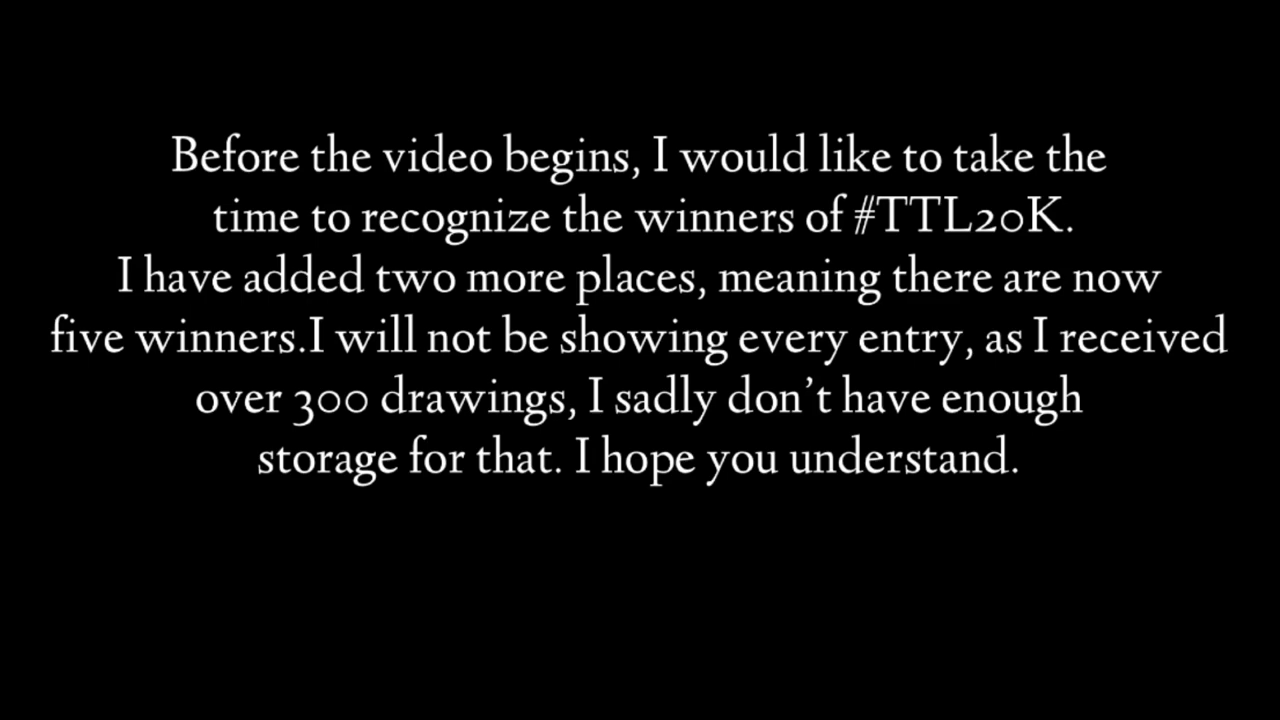 Before the video begins, I would like to take the
time to recognize the winners of #TTL20K.
I have added two more places, meaning there are now
five winners.I will not be showing every entry, as I received
over 300 drawings, I sadly don’t have enough
storage for that. I hope you understand.